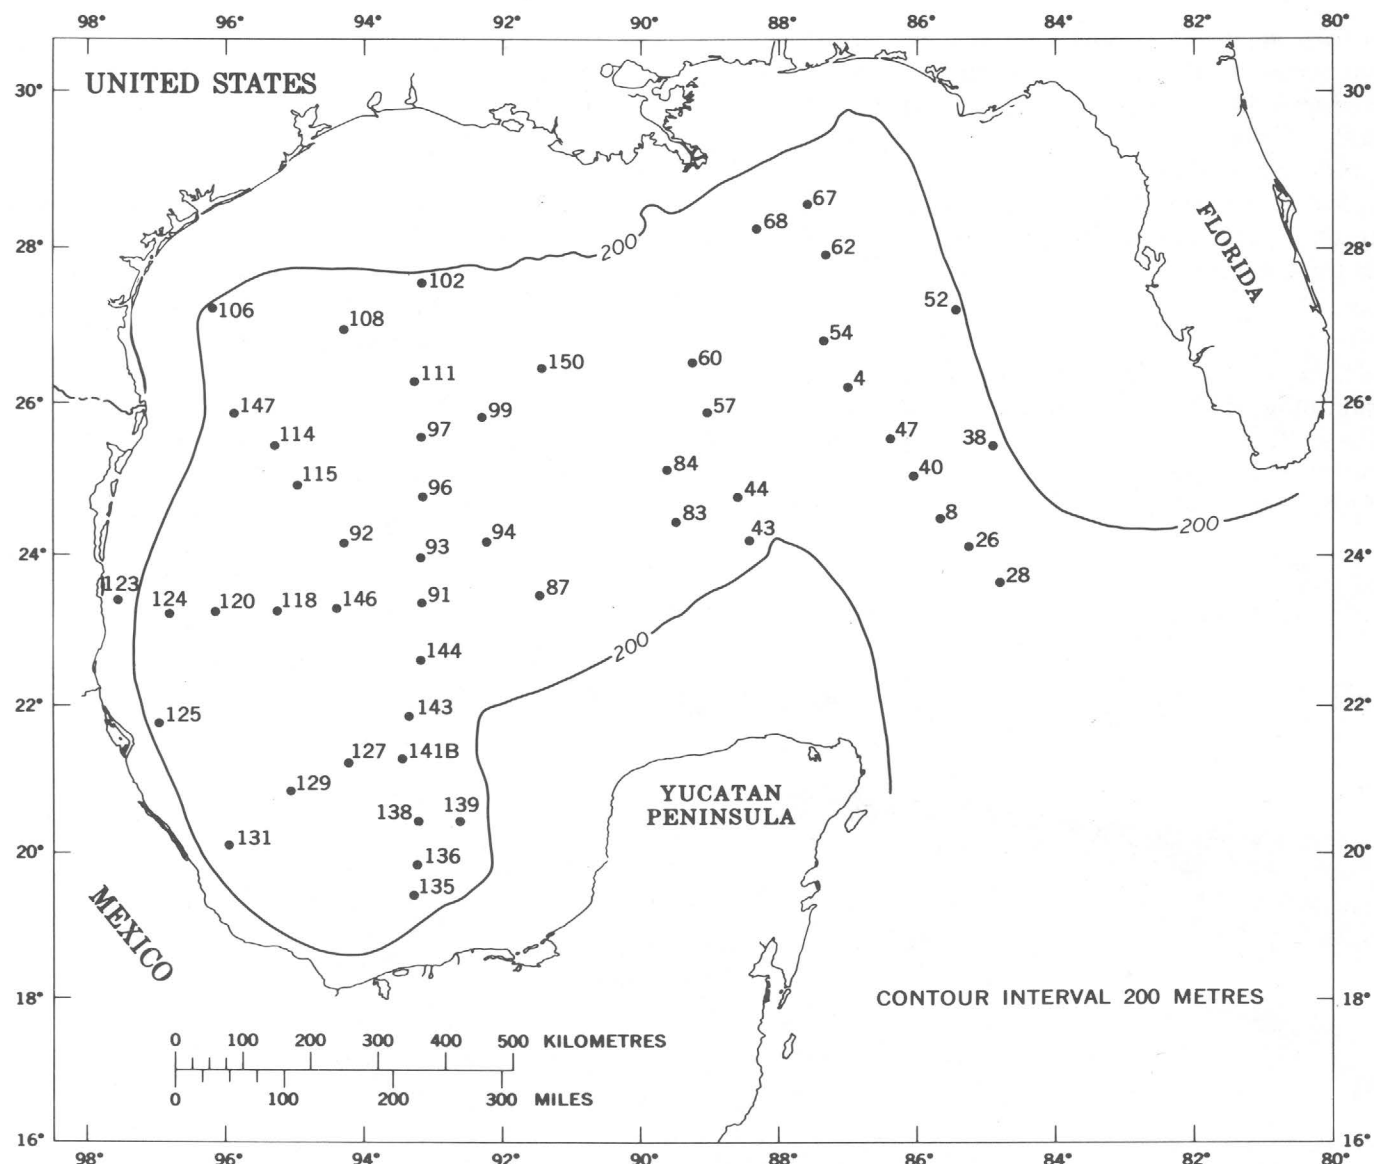 98° 96° 94° 92° 90° 88° 86° 84° 82° 80°
30° UNITED STATES 30°
67
68
FLORIDA
28° 200 62 28°
102
106 108 52
54
111 150 60
4
26° 26°
147 99 57
114 97 47 38
115 84 40
96 44
83 8
92 94 43 200
24° 93 26 24°
123 28
124 120 118 146 91 87
144 200
22° 125 143 22°
127 141B
129 YUCATAN
138 139 PENINSULA
131
20° 136 20°
135
MEXICO
18° CONTOUR INTERVAL 200 METRES 18°
0 100 200 300 400 500 KILOMETRES
0 100 200 300 MILES
16° 16°
98° 96° 94° 92° 90° 88° 86° 84° 82° 80°